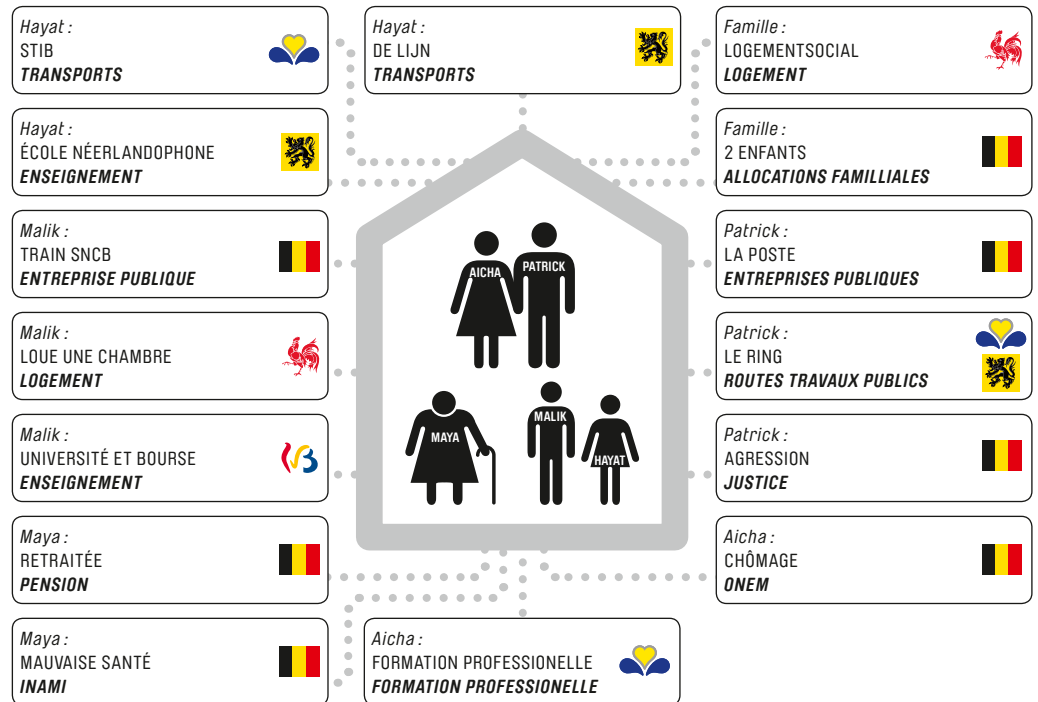 Hayat :
STIB
TRANSPORTS
Hayat :
DE LIJN
TRANSPORTS
Famille :
LOGEMENTSOCIAL
LOGEMENT
Hayat :
ÉCOLE NÉERLANDOPHONE
ENSEIGNEMENT
Famille :
2 ENFANTS
ALLOCATIONS FAMILLIALES
Malik :
TRAIN SNCB
ENTREPRISE PUBLIQUE
Patrick :
LA POSTE
ENTREPRISES PUBLIQUES
AICHA
PATRICK
Malik :
LOUE UNE CHAMBRE
LOGEMENT
Patrick :
LE RING
ROUTES TRAVAUX PUBLICS
MAYA
MALIK
HAYAT
Malik :
UNIVERSITÉ ET BOURSE
ENSEIGNEMENT
Patrick :
AGRESSION
JUSTICE
Maya :
RETRAITÉE
PENSION
Aicha :
CHÔMAGE
ONEM
Maya :
MAUVAISE SANTÉ
INAMI
Aicha :
FORMATION PROFESSIONELLE
FORMATION PROFESSIONELLE